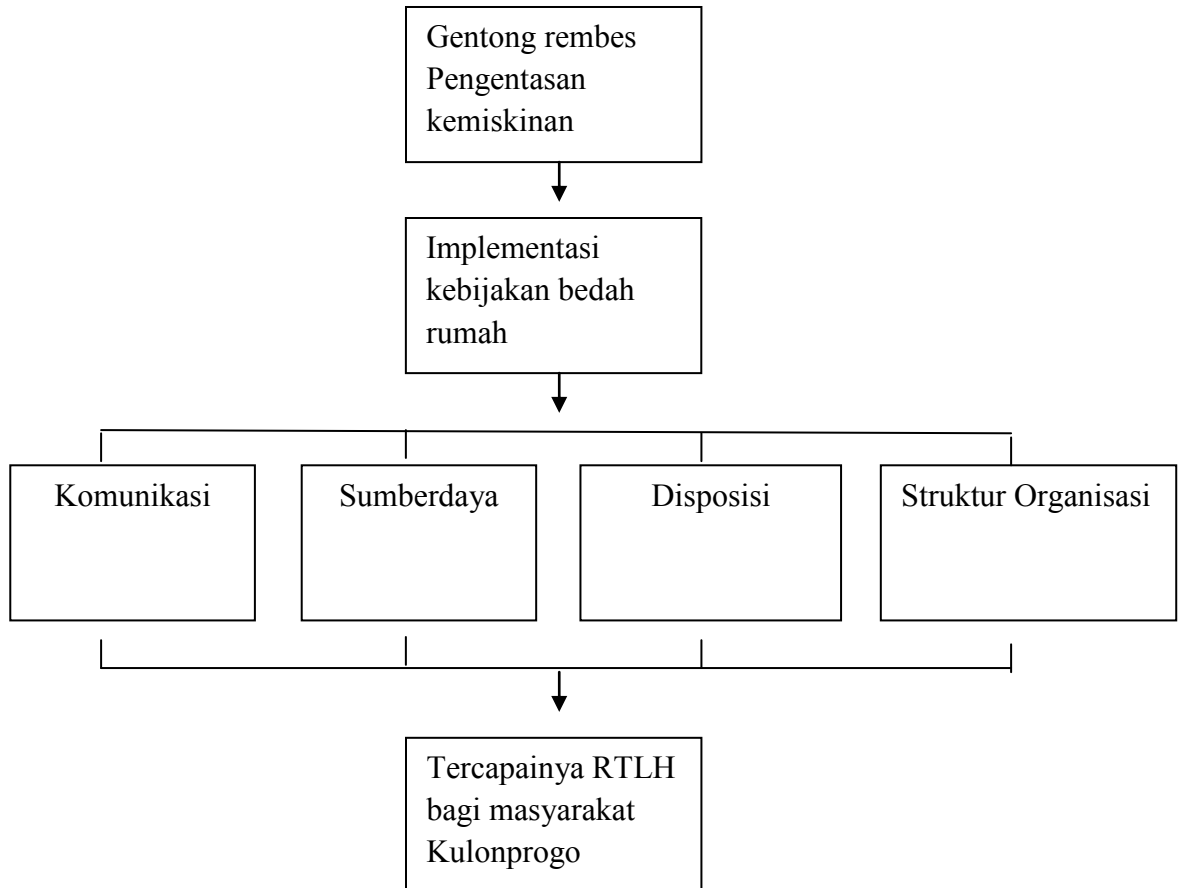 Gentong rembes
Pengentasan
kemiskinan
Implementasi
kebijakan bedah
rumah
Komunikasi
Sumberdaya
Disposisi
Struktur Organisasi
Tercapainya RTLH
bagi masyarakat
Kulonprogo